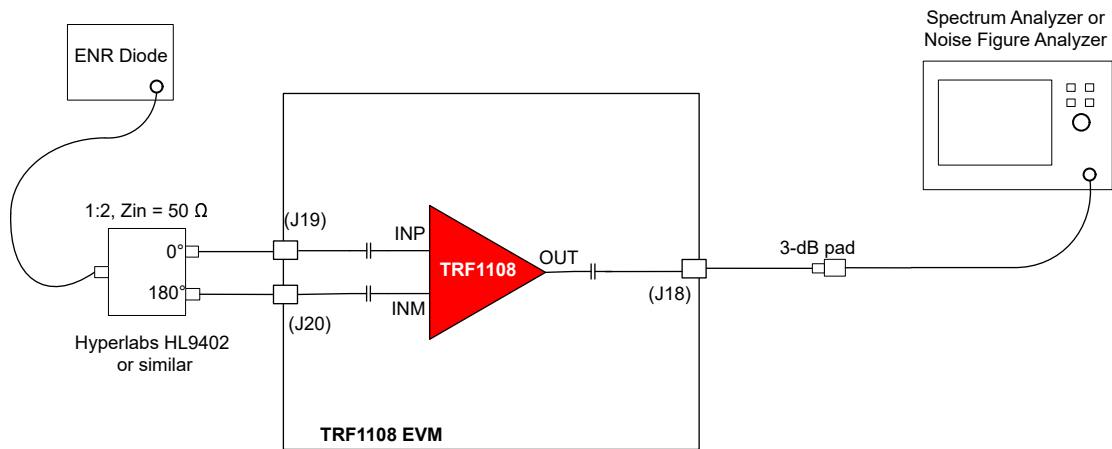 Spectrum Analyzer or
Noise Figure Analyzer
ENR Diode
1:2, Zin = 50 Ω
(J19)
0°
INP
OUT
3-dB pad
TRF1108
180°
INM
(J18)
(J20)
Hyperlabs HL9402
or similar
TRF1108 EVM